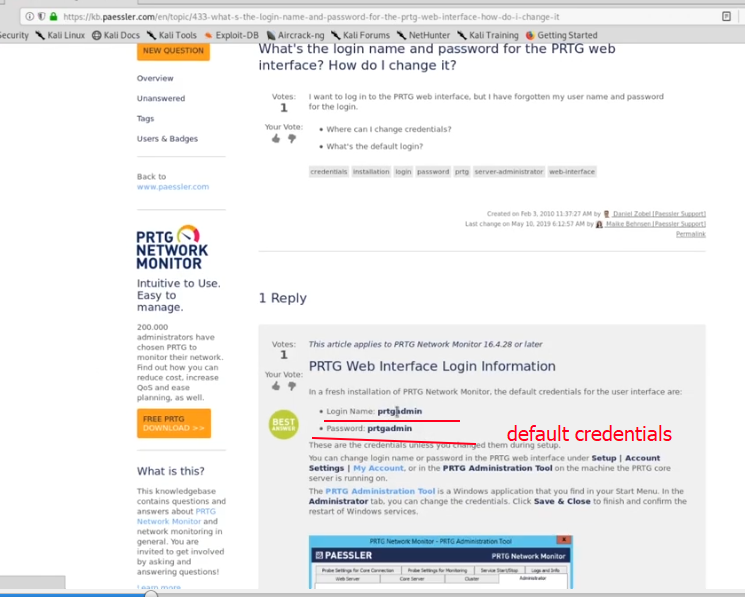 https://kb.paessler.com/en/topic/433-what-s-the-login-name-and-password-for-the-prtg-web-interface-how-do-i-change-it
Security Kali Linux Kali Docs Kali Tools Exploit-DB Aircrack-ng Kali Forums NetHunter Kali Training Getting Started
NEW QUESTION
Overview
Unanswered
Tags
Users & Badges
Back to
www.paessler.com
PRTG
NETWORK
MONITOR
Intuitive to Use.
Easy to
manage.
200.000
administrators have
chosen PRTG to
monitor their network.
Find out how you can
reduce cost, increase
QoS and ease
planning, as well.
FREE PRTG
DOWNLOAD >>
What is this?
This knowledgebase
contains questions and
answers about PRTG
Network Monitor and
network monitoring in
general. You are
invited to get involved
by asking and
answering questions!
Learn more
What's the login name and password for the PRTG web
interface? How do I change it?
Votes:
1
Your Vote:
I want to log in to the PRTG web interface, but I have forgotten my user name and password
for the login.
• Where can I change credentials?
• What's the default login?
credentials installation login password prtg server-administrator web-interface
Created on Feb 3, 2010 11:37:27 AM by Daniel Zobel [Paessler Support]
Last change on May 10, 2019 6:12:57 AM by Maike Behnsen [Paessler Support]
Permalink
1 Reply
Votes:
1
Your Vote:
BEST
ANSWER
This article applies to PRTG Network Monitor 16.4.28 or later
PRTG Web Interface Login Information
In a fresh installation of PRTG Network Monitor, the default credentials for the user interface are:
• Login Name: prtgadmin
• Password: prtgadmin
default credentials
These are the credentials unless you changed them during setup.
You can change login name or password in the PRTG web interface under Setup | Account
Settings | My Account, or in the PRTG Administration Tool on the machine the PRTG core
server is running on.
The PRTG Administration Tool is a Windows application that you find in your Start Menu. In the
Administrator tab, you can change the credentials. Click Save & Close to finish and confirm the
restart of Windows services.
PRTG Network Monitor - PRTG Administration Tool
PAESSLER PRTG Network Monitor
Probe Settings for Core Connection Probe Settings for Monitoring Service Start/Stop Logs and Info
Web Server Core Server Cluster Administrator